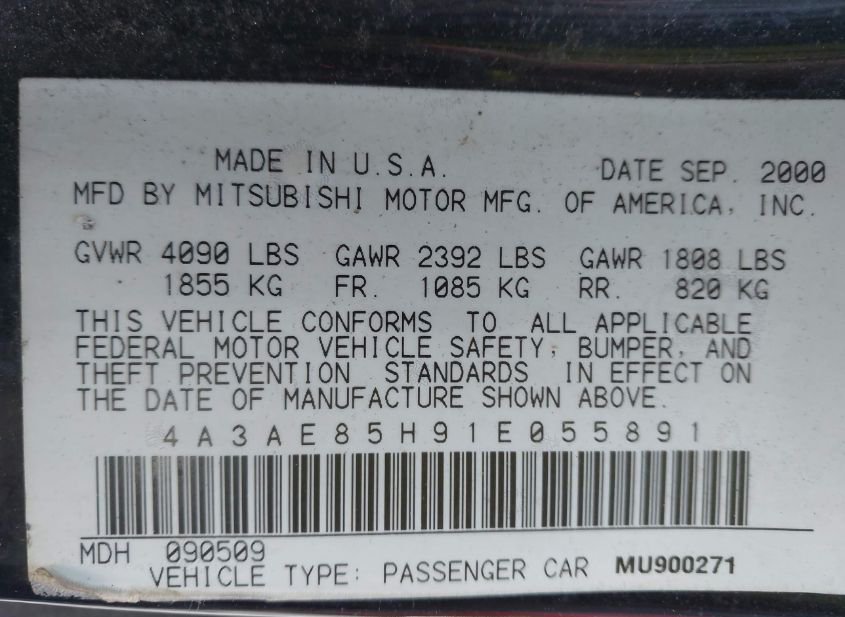 MADE IN U.S.A. DATE SEP. 2000
MFD BY MITSUBISHI MOTOR MFG. OF AMERICA, INC.
GVWR 4090 LBS GAWR 2392 LBS GAWR 1808 LBS
1855 KG FR. 1085 KG RR. 820 KG
THIS VEHICLE CONFORMS TO ALL APPLICABLE
FEDERAL MOTOR VEHICLE SAFETY, BUMPER, AND
THEFT PREVENTION STANDARDS IN EFFECT ON
THE DATE OF MANUFACTURE SHOWN ABOVE.
4A3AE85H91E055891
MDH 090509
VEHICLE TYPE: PASSENGER CAR MU900271